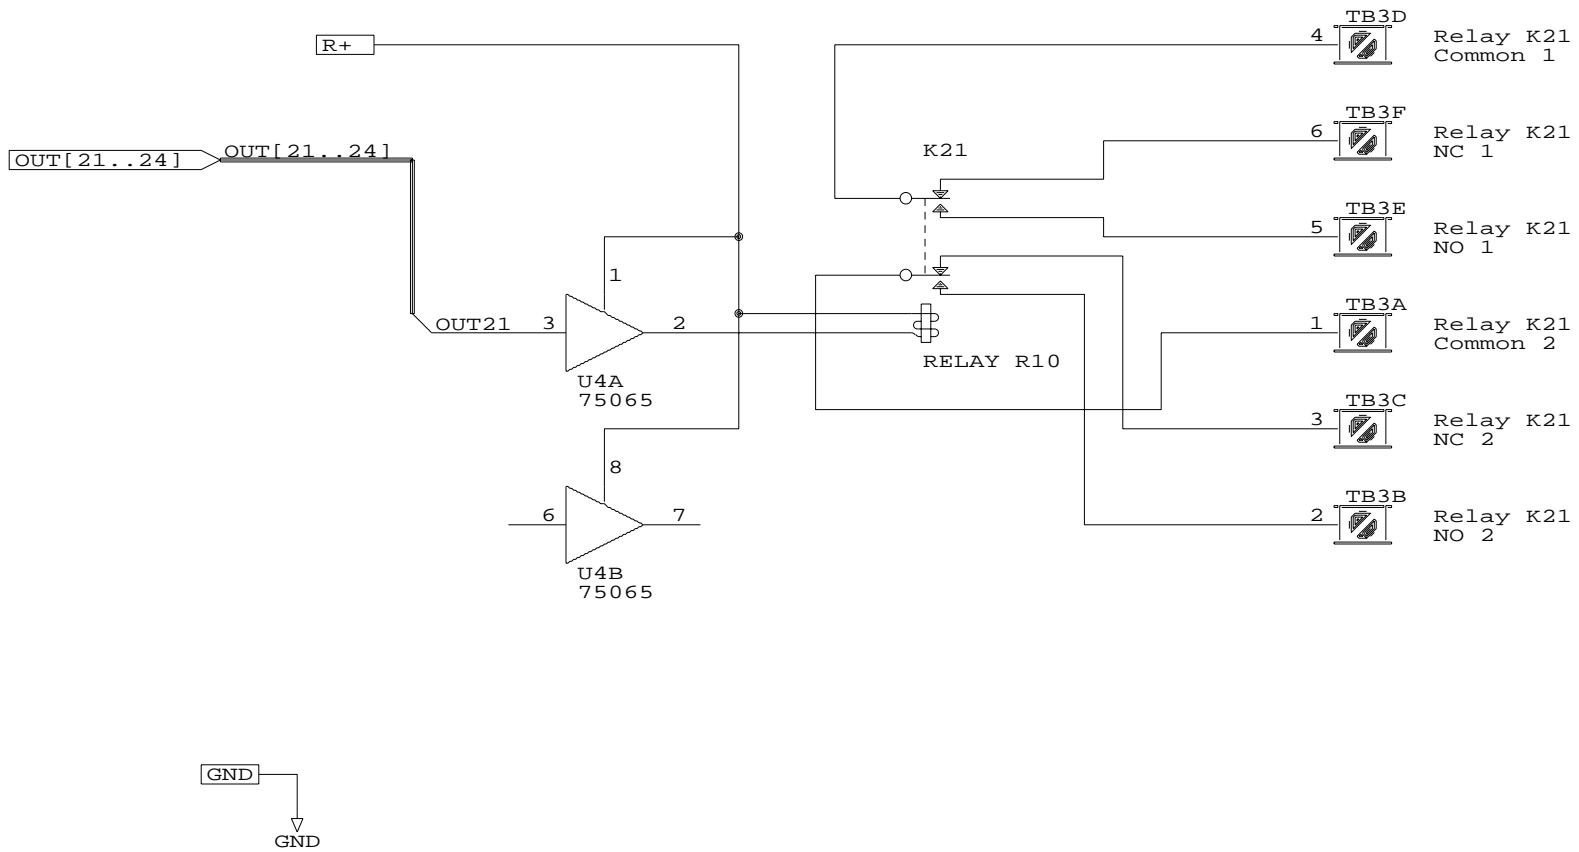 R+
OUT[21..24]
OUT[21..24]
OUT21
3
1
2
U4A
75065
6
8
7
U4B
75065
K21
RELAY R10
TB3D
4
Relay K21
Common 1
TB3F
6
Relay K21
NC 1
TB3E
5
Relay K21
NO 1
TB3A
1
Relay K21
Common 2
TB3C
3
Relay K21
NC 2
TB3B
2
Relay K21
NO 2
GND
GND